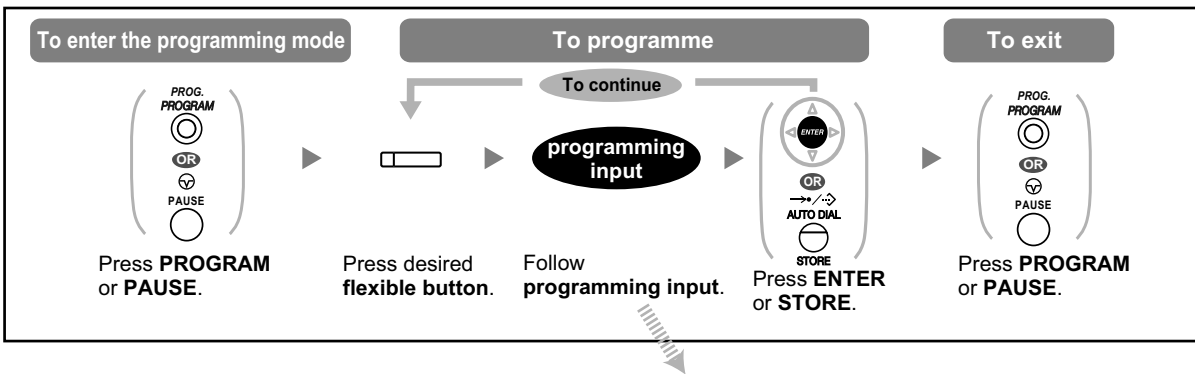 To enter the programming mode
To programme
To exit
To continue
PROG.
PROGRAM
OR
PAUSE
programming
input
ENTER
OR
AUTO DIAL
STORE
PROG.
PROGRAM
OR
PAUSE
Press PROGRAM
or PAUSE.
Press desired
flexible button.
Follow
programming input.
Press ENTER
or STORE.
Press PROGRAM
or PAUSE.